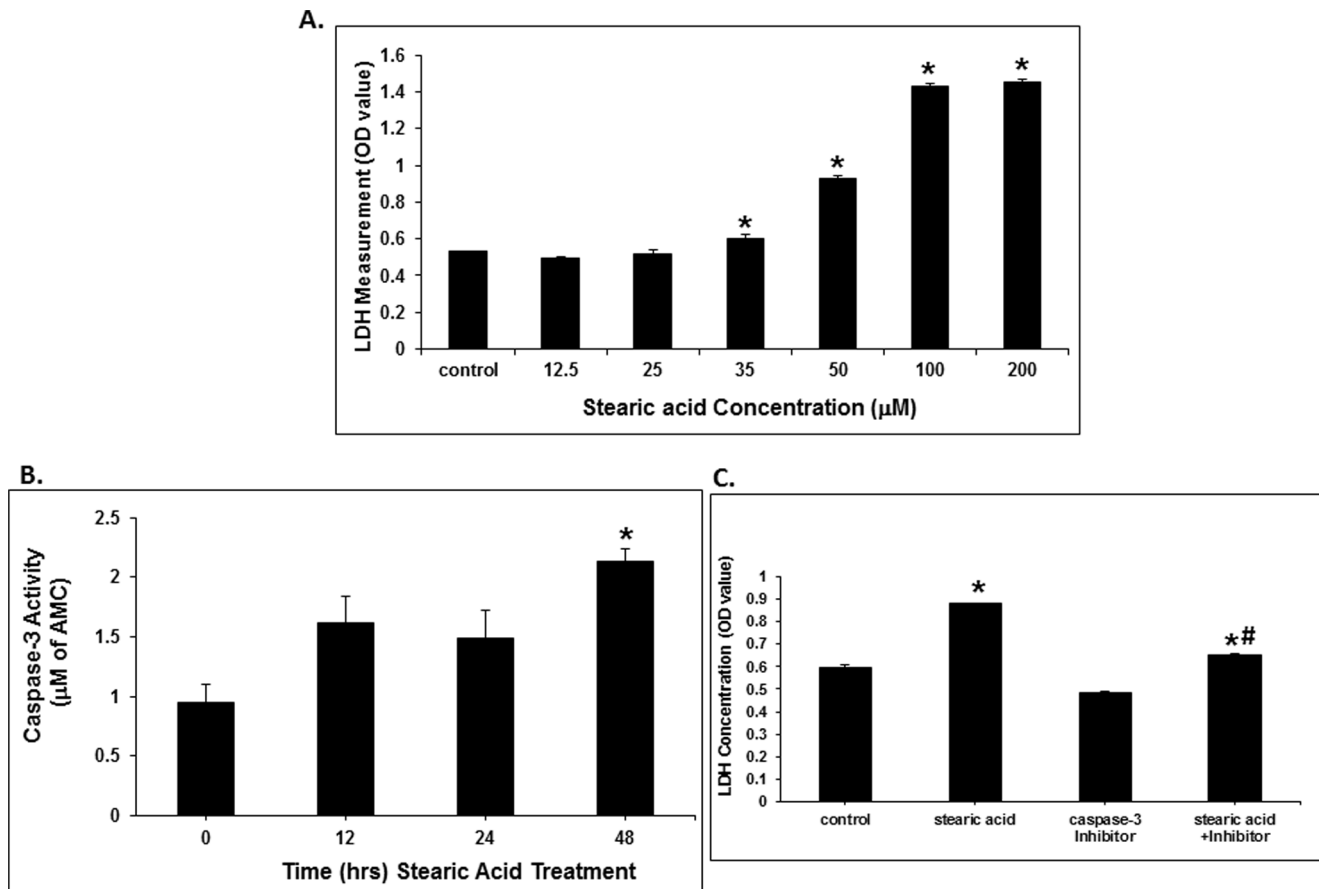 A.
LDH Measurement (OD value)
1.6
1.4
1.2
1
0.8
0.6
0.4
0.2
0
* * * *
control 12.5 25 35 50 100 200
Stearic acid Concentration (μM)
B.
Caspase-3 Activity
(μM of AMC)
2.5
2
1.5
1
0.5
0
*
0 12 24 48
Time (hrs) Stearic Acid Treatment
C.
LDH Concentration (OD value)
1
0.9
0.8
0.7
0.6
0.5
0.4
0.3
0.2
0.1
0
*
*#
control stearic acid caspase-3 stearic acid
Inhibitor +Inhibitor